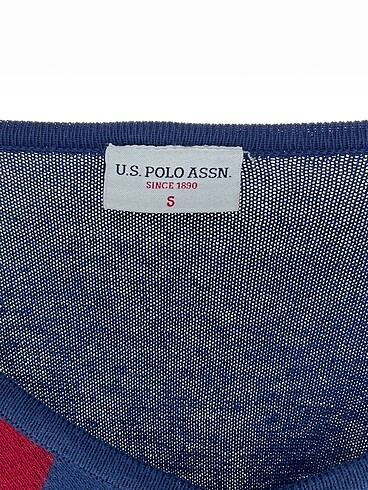 U.S. POLO ASSN.
SINCE 1890
S